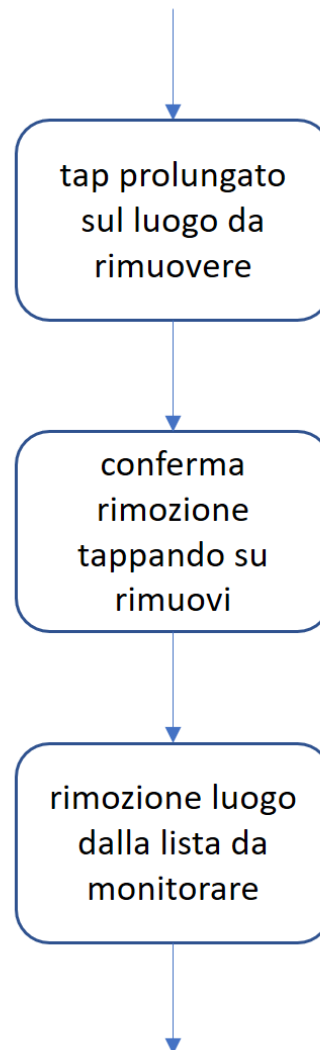 tap prolungato
sul luogo da
rimuovere
conferma
rimozione
tappando su
rimuovi
rimozione luogo
dalla lista da
monitorare